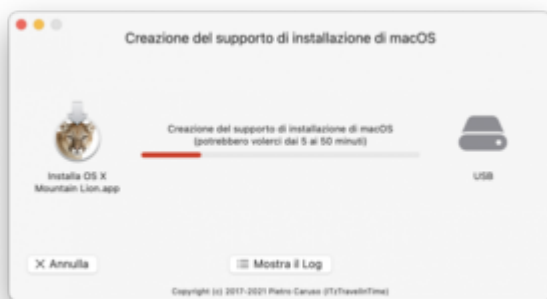 Creazione del supporto di installazione di macOS
Creazione del supporto di installazione di macOS
(potrebbero volerci dai 5 ai 50 minuti)
Installa OS X
Mountain Lion.app
USB
Annulla
Mostra il Log
Copyright (c) 2017-2021 Pietro Caruso (ITzTravelInTime)